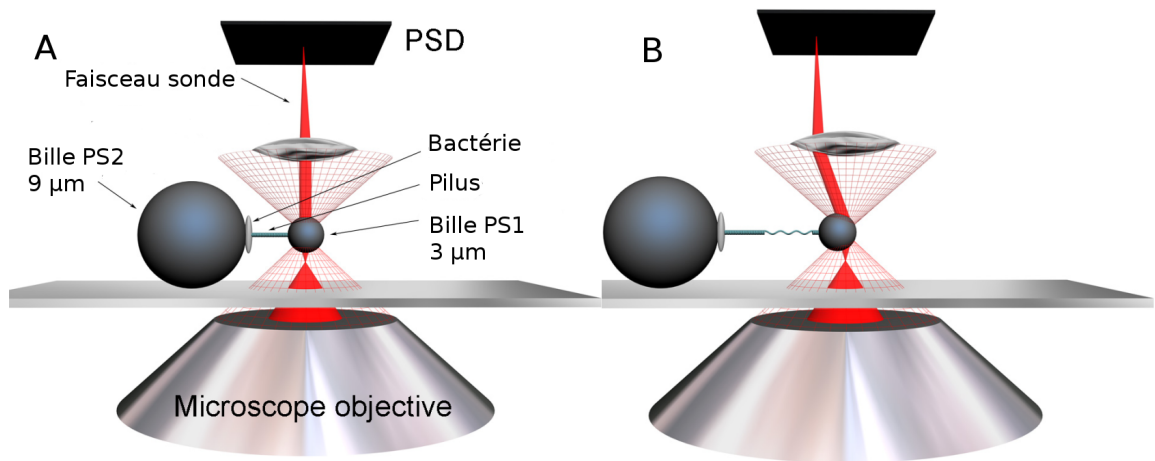 A
PSD
B
Faisceau sonde
Bactérie
Bille PS2
9 µm
Pilus
Bille PS1
3 µm
Microscope objective